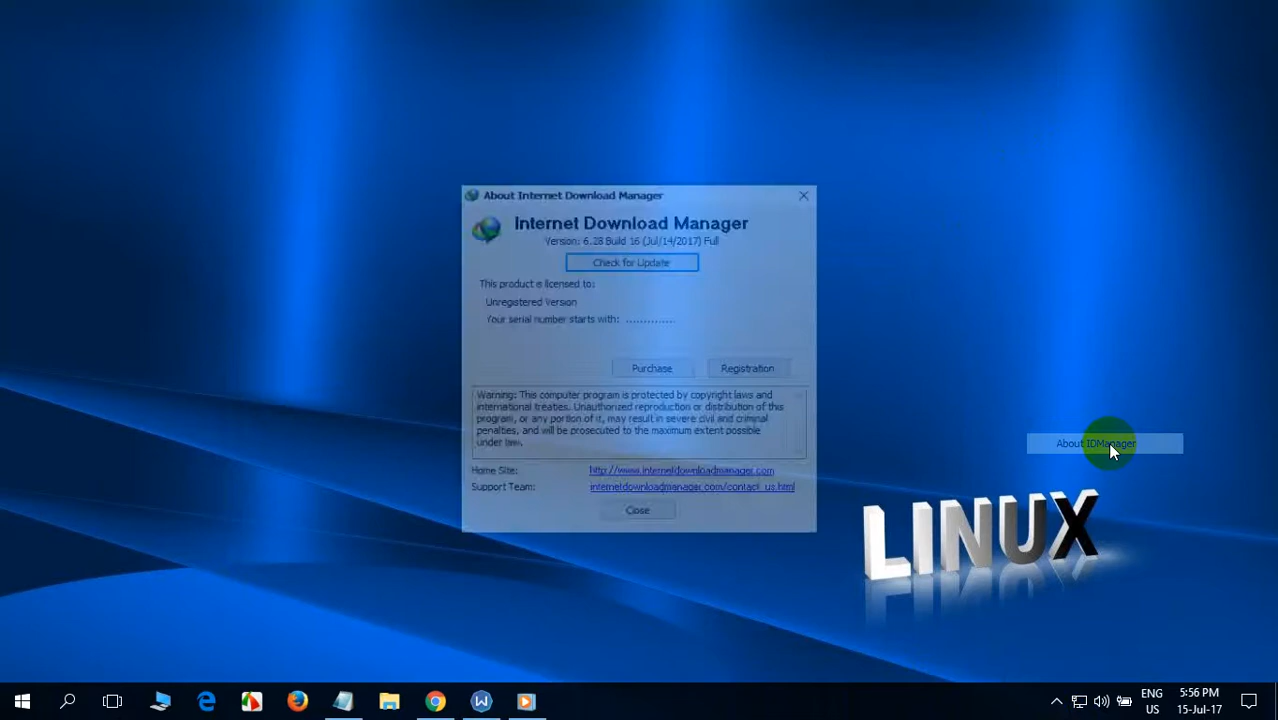 About Internet Download Manager
Internet Download Manager
Version: 6.28 Build 16 (Jul/14/2017) Full
Check for Update
This product is licensed to:
Unregistered Version
Your serial number starts with: .............
Purchase
Registration
Warning: This computer program is protected by copyright laws and
international treaties. Unauthorized reproduction or distribution of this
program, or any portion of it, may result in severe civil and criminal
penalties, and will be prosecuted to the maximum extent possible
under law.
Home Site: http://www.internetdownloadmanager.com
Support Team: internetdownloadmanager.com/contact_us.html
Close
About IDManager
LINUX
ENG
US
5:56 PM
15-Jul-17